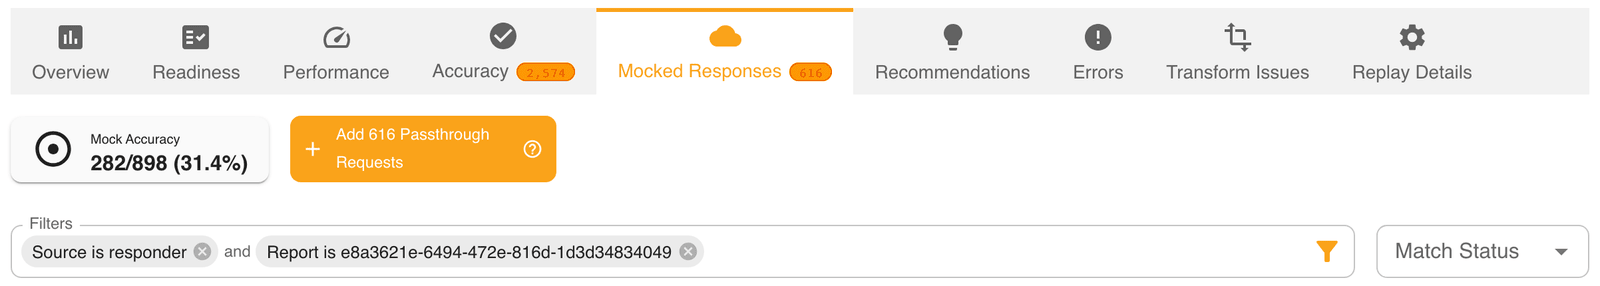 Overview
Readiness
Performance
Accuracy 2,574
Mocked Responses 616
Recommendations
Errors
Transform Issues
Replay Details
Mock Accuracy
282/898 (31.4%)
+ Add 616 Passthrough
Requests
Filters
Source is responder and Report is e8a3621e-6494-472e-816d-1d3d34834049
Match Status